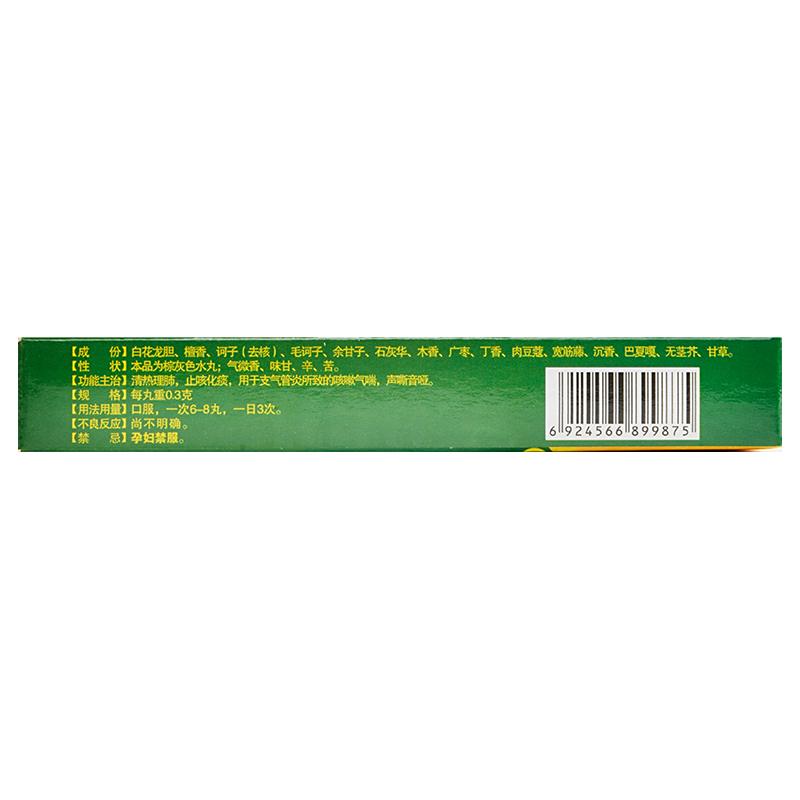 【成　份】白花龙胆、檀香、诃子（去核）、毛诃子、余甘子、石灰华、木香、广枣、丁香、肉豆蔻、宽筋藤、沉香、巴夏嘎、无茎芥、甘草。
【性　状】本品为棕灰色水丸；气微香、味甘、辛、苦。
【功能主治】清热理肺，止咳化痰，用于支气管炎所致的咳嗽气喘，声嘶音哑。
【规　格】每丸重0.3克
【用法用量】口服，一次6-8丸，一日3次。
【不良反应】尚不明确。
【禁　忌】孕妇禁服。
6 924566 899875